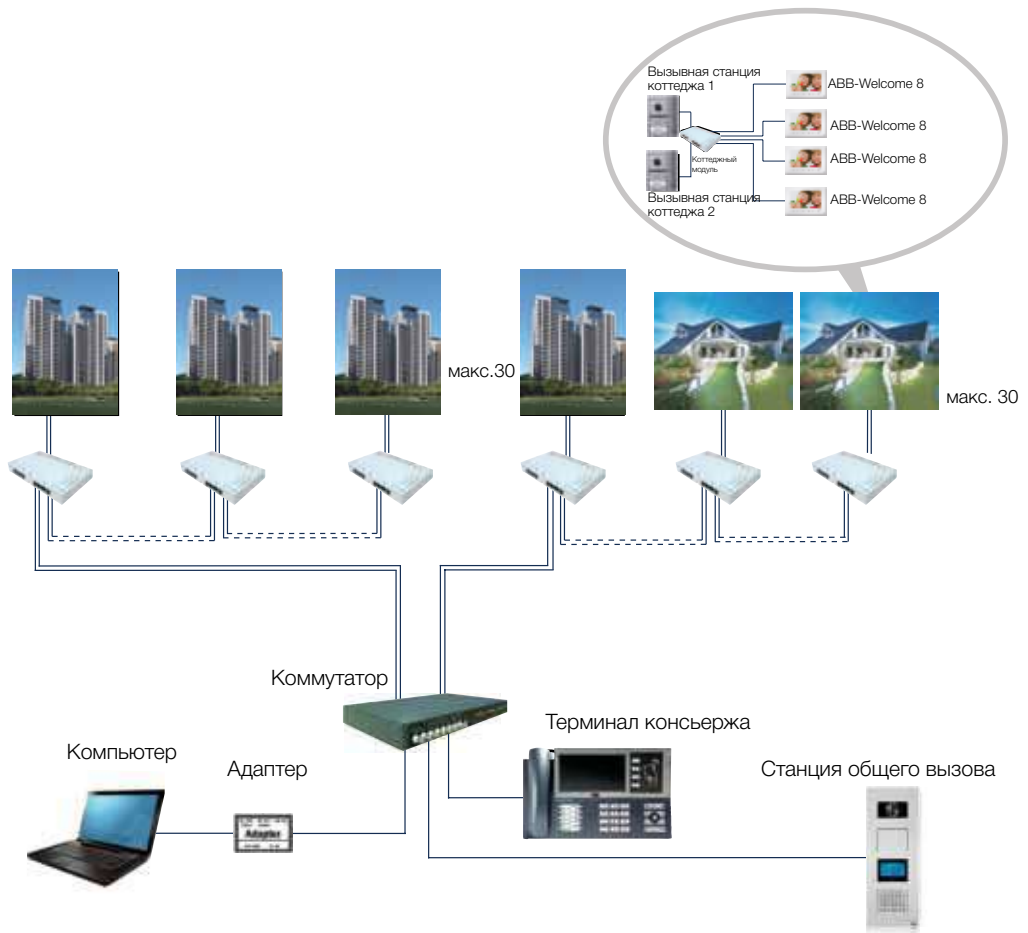 Вызывная станция
коттеджа 1
ABB-Welcome 8
ABB-Welcome 8
Коттеджный
модуль
ABB-Welcome 8
Вызывная станция
коттеджа 2
ABB-Welcome 8
макс.30
макс. 30
Коммутатор
Терминал консьержа
Компьютер
Адаптер
Станция общего вызова
Adapter